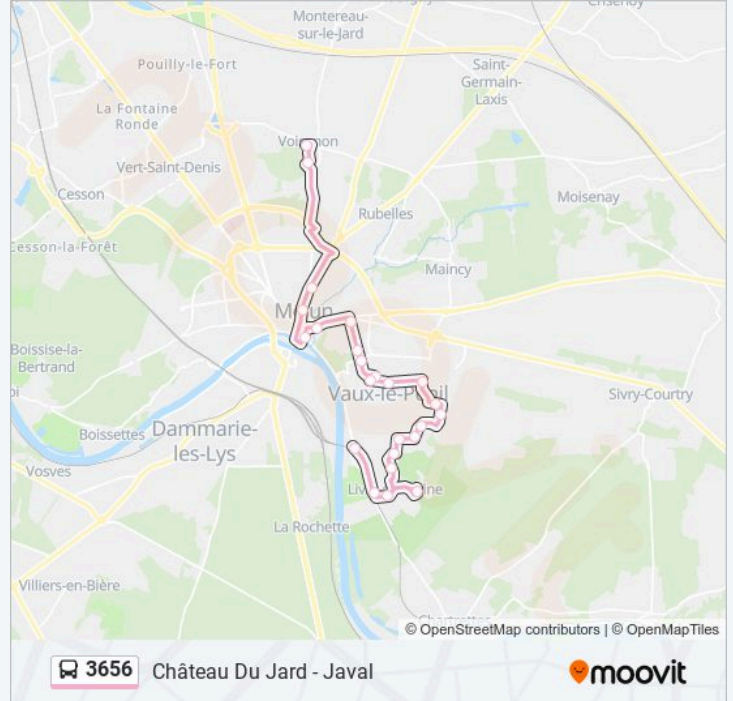 Montereau-
sur-le-Jard
Pouilly-le-Fort
Saint-
Germain-
Laxis
La Fontaine
Ronde
Vert-Saint-Denis
Moisenay
Cesson
Rubelles
Cesson-la-Forêt
Maincy
Boissise-la-
Bertrand
Vaux-le-Pénil
Sivry-Courtry
Boissettes
Dammarie-
les-Lys
Vosves
La Rochette
Villiers-en-Bière
© OpenStreetMap contributors | © OpenMapTiles
3656 Château Du Jard - Javal
moovit